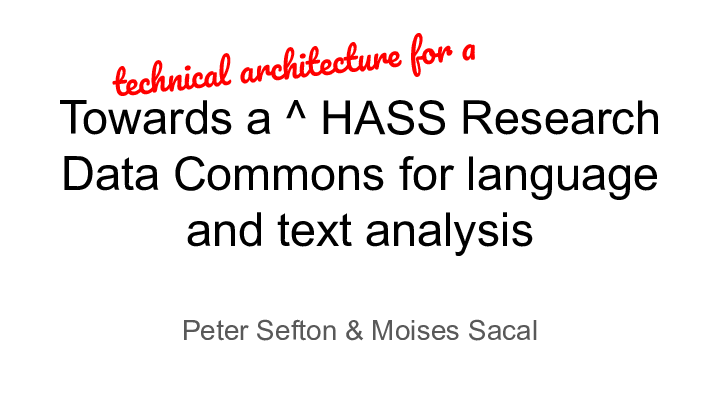 technical architecture for a
Towards a ^ HASS Research
Data Commons for language
and text analysis
Peter Sefton & Moises Sacal